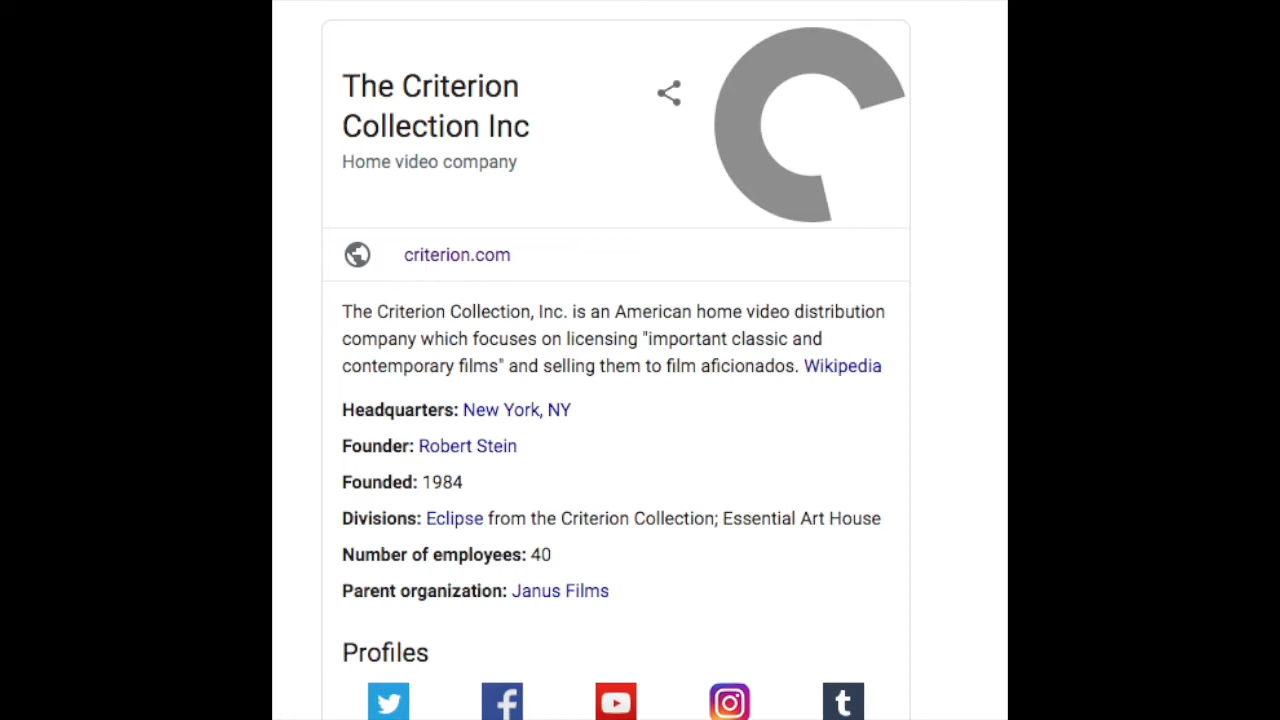 The Criterion
Collection Inc
Home video company
criterion.com
The Criterion Collection, Inc. is an American home video distribution
company which focuses on licensing "important classic and
contemporary films" and selling them to film aficionados. Wikipedia
Headquarters: New York, NY
Founder: Robert Stein
Founded: 1984
Divisions: Eclipse from the Criterion Collection; Essential Art House
Number of employees: 40
Parent organization: Janus Films
Profiles